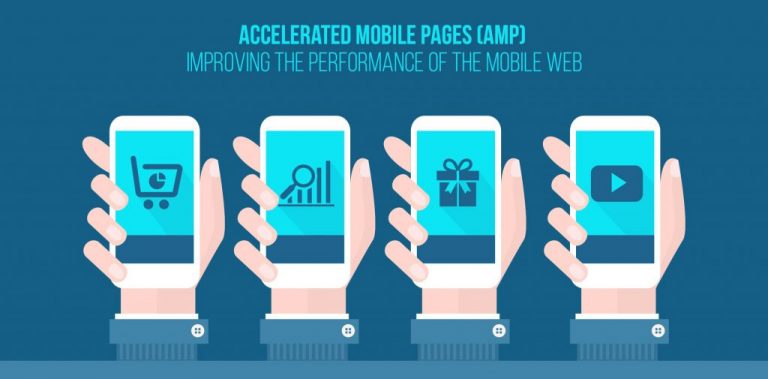 ACCELERATED MOBILE PAGES (AMP)
IMPROVING THE PERFORMANCE OF THE MOBILE WEB